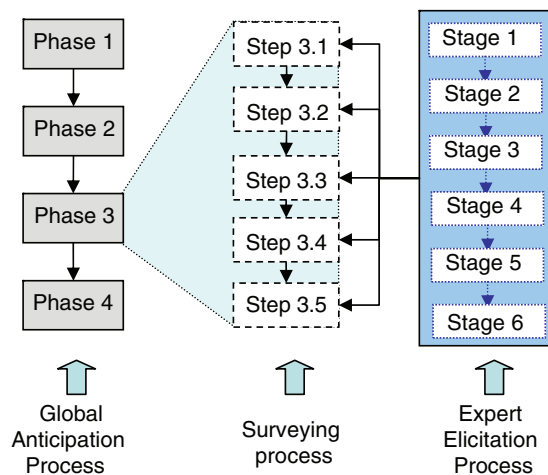 Phase 1
Phase 2
Phase 3
Phase 4
Step 3.1
Step 3.2
Step 3.3
Step 3.4
Step 3.5
Stage 1
Stage 2
Stage 3
Stage 4
Stage 5
Stage 6
Global
Anticipation
Process
Surveying
process
Expert
Elicitation
Process